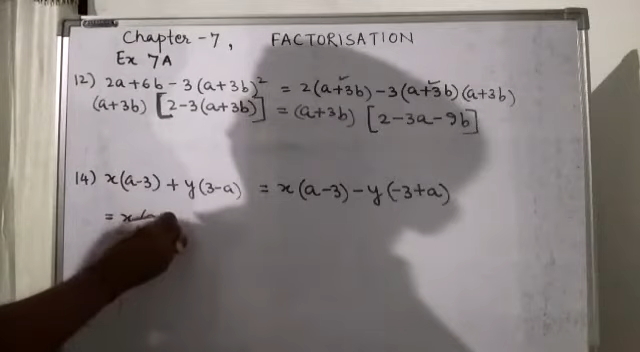 Chapter - 7, FACTORISATION
Ex 7A
12) 2a+6b - 3(a+3b)² = 2(a+3b) - 3(a+3b)(a+3b)
(a+3b) [2-3(a+3b)] = (a+3b) [2-3a-9b]
14) x(a-3) + y(3-a) = x(a-3) - y(-3+a)
= x(